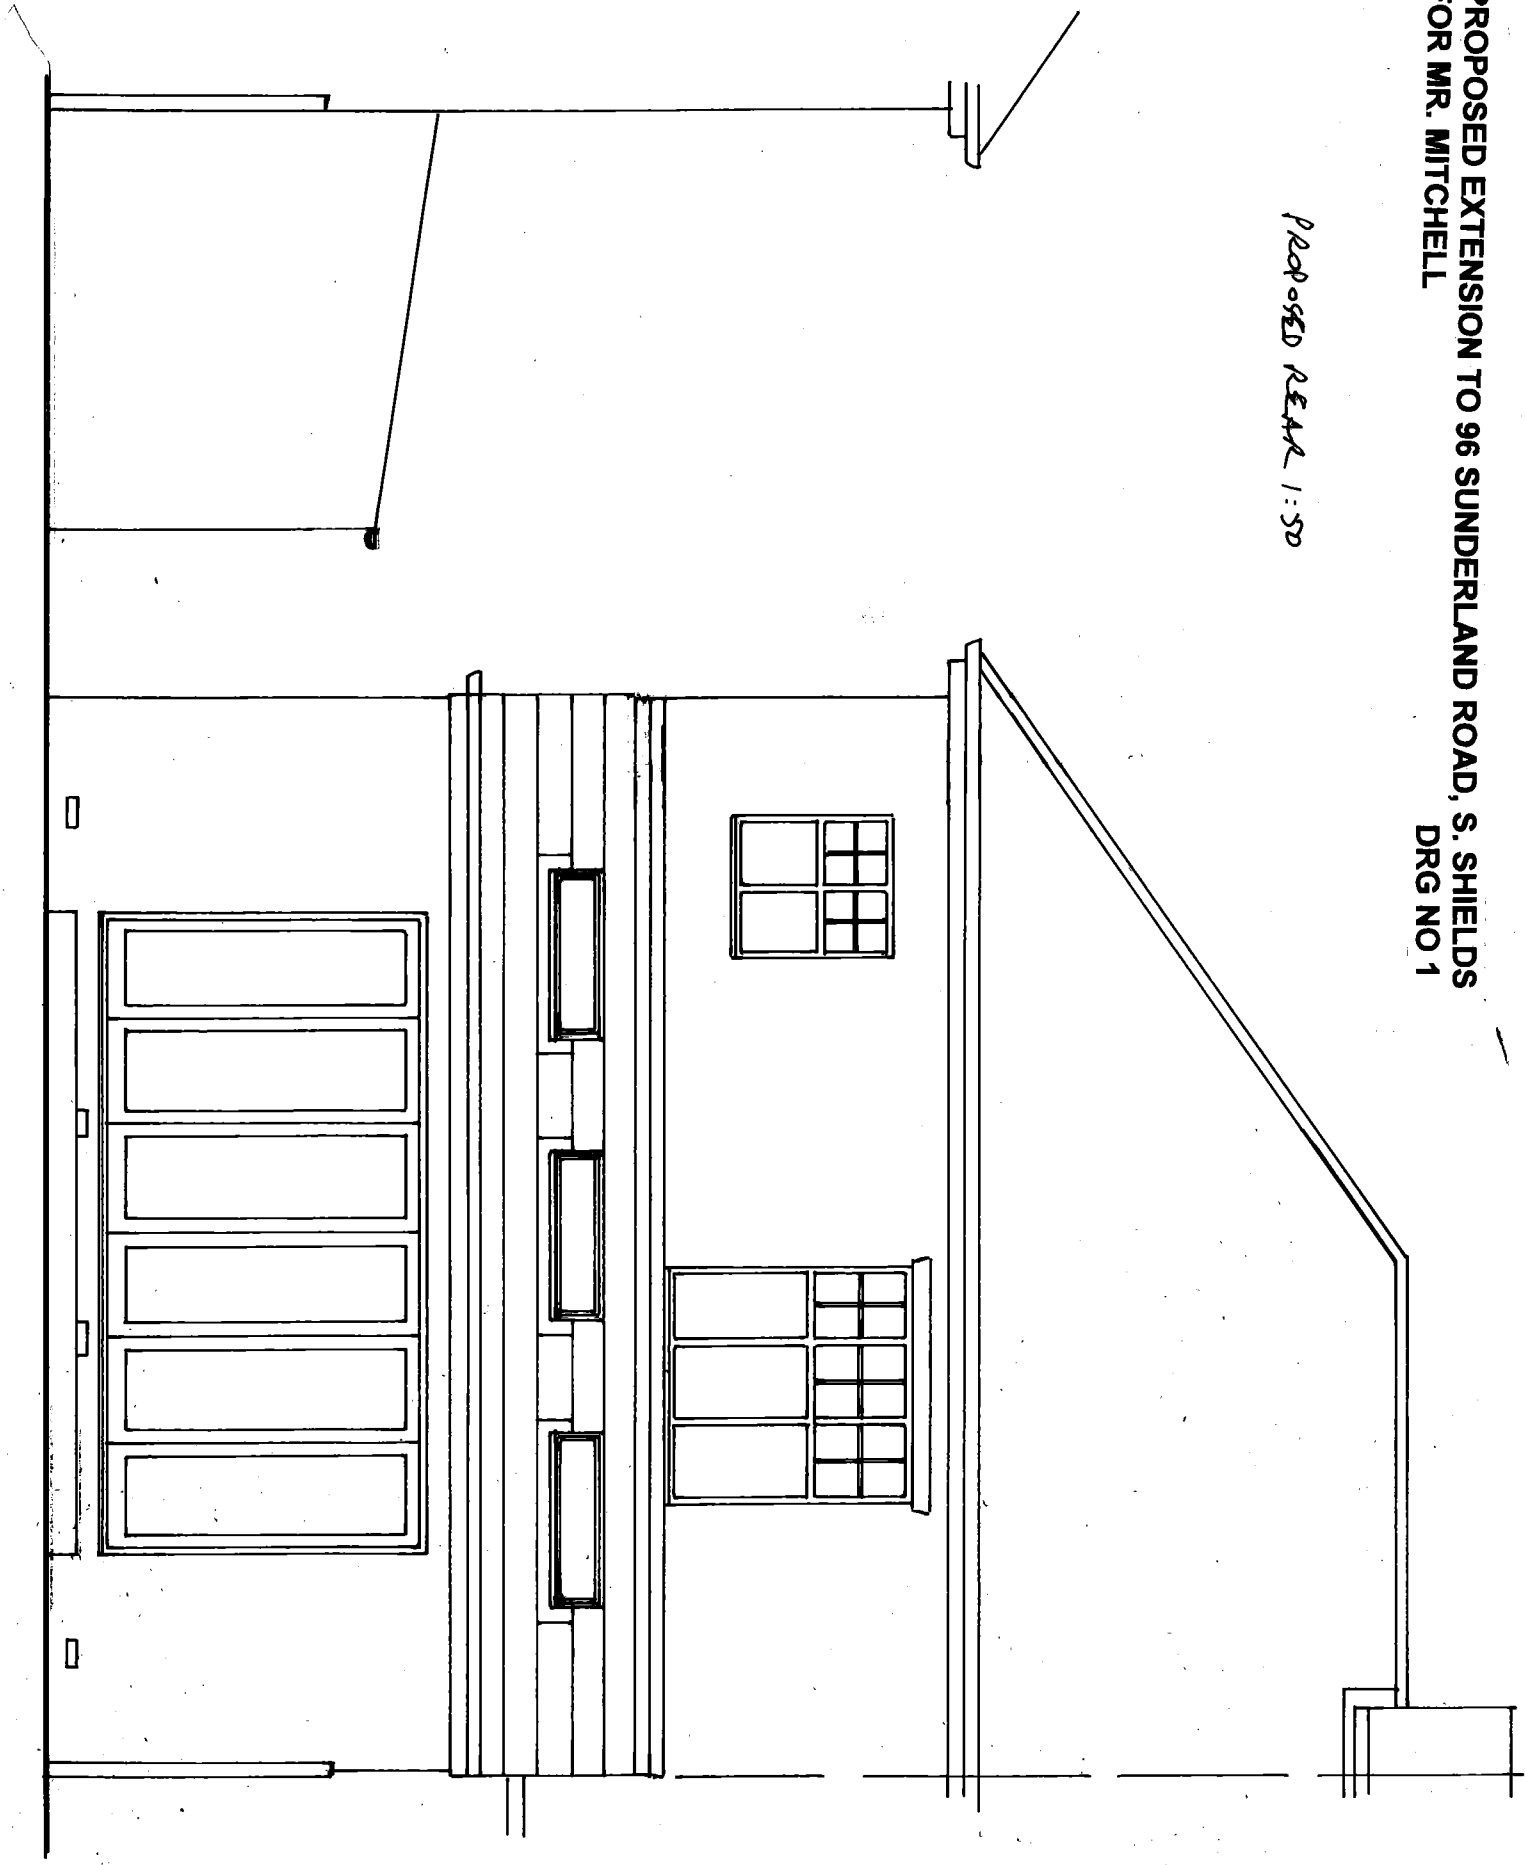 PROPOSED EXTENSION TO 96 SUNDERLAND ROAD, S. SHIELDS
FOR MR. MITCHELL
DRG NO 1
PROPOSED REAR 1:50